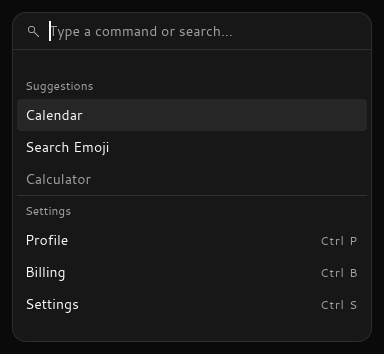 Type a command or search...
Suggestions
Calendar
Search Emoji
Calculator
Settings
Profile Ctrl P
Billing Ctrl B
Settings Ctrl S